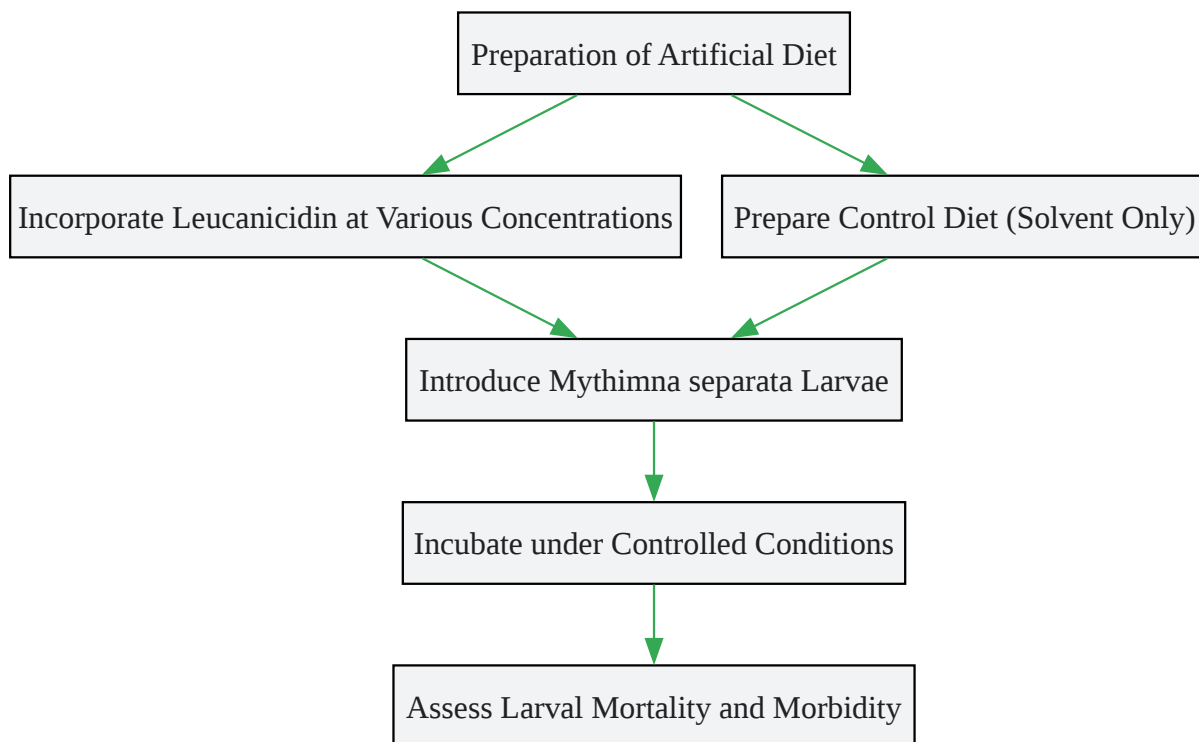 Preparation of Artificial Diet
Incorporate Leucanicidin at Various Concentrations
Prepare Control Diet (Solvent Only)
Introduce Mythimna separata Larvae
Incubate under Controlled Conditions
Assess Larval Mortality and Morbidity